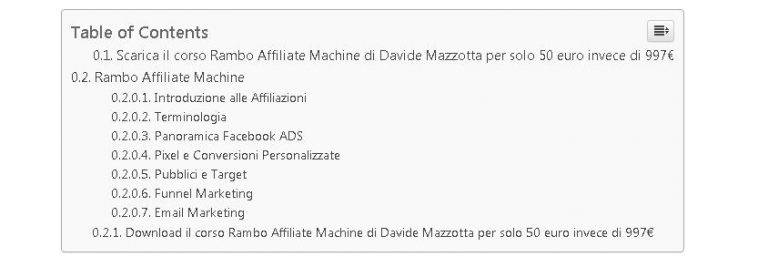 Table of Contents
0.1. Scarica il corso Rambo Affiliate Machine di Davide Mazzotta per solo 50 euro invece di 997€
0.2. Rambo Affiliate Machine
0.2.0.1. Introduzione alle Affiliazioni
0.2.0.2. Terminologia
0.2.0.3. Panoramica Facebook ADS
0.2.0.4. Pixel e Conversioni Personalizzate
0.2.0.5. Pubblici e Target
0.2.0.6. Funnel Marketing
0.2.0.7. Email Marketing
0.2.1. Download il corso Rambo Affiliate Machine di Davide Mazzotta per solo 50 euro invece di 997€